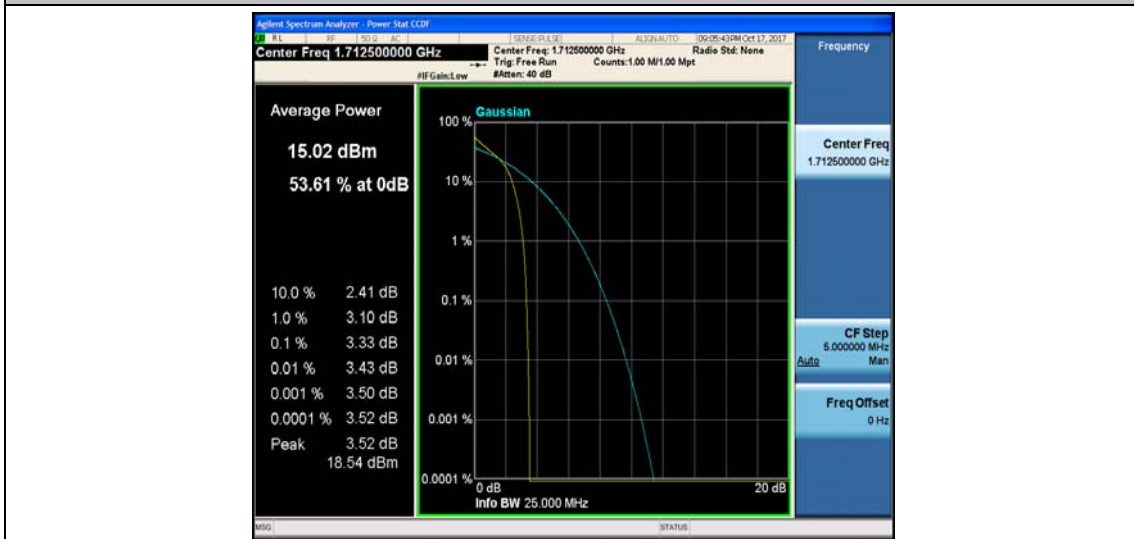 Agilent Spectrum Analyzer - Power Stat CCDF
RL RF 50 Ω AC SENSE:PULSE ALIGN AUTO 09:05:43 PM Oct 17, 2017
Center Freq 1.712500000 GHz
Center Freq: 1.712500000 GHz Radio Std: None
Trig: Free Run Counts:1.00 M/1.00 Mpt
#IFGain:Low #Atten: 40 dB
Frequency
Average Power
15.02 dBm
53.61 % at 0dB
10.0 % 2.41 dB
1.0 % 3.10 dB
0.1 % 3.33 dB
0.01 % 3.43 dB
0.001 % 3.50 dB
0.0001 % 3.52 dB
Peak 3.52 dB
18.54 dBm
Gaussian
100 %
10 %
1 %
0.1 %
0.01 %
0.001 %
0.0001 %
0 dB 20 dB
Info BW 25.000 MHz
Center Freq
1.712500000 GHz
CF Step
5.000000 MHz
Auto Man
Freq Offset
0 Hz
MSG STATUS